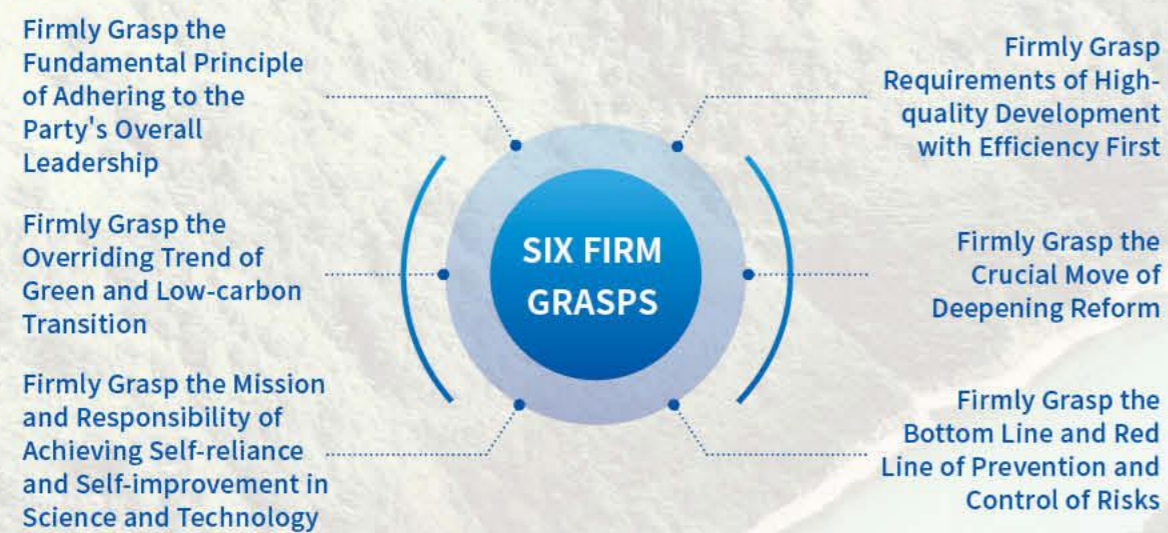 Firmly Grasp the
Fundamental Principle
of Adhering to the
Party's Overall
Leadership
Firmly Grasp the
Overriding Trend of
Green and Low-carbon
Transition
Firmly Grasp the Mission
and Responsibility of
Achieving Self-reliance
and Self-improvement in
Science and Technology
SIX FIRM
GRASPS
Firmly Grasp
Requirements of High-
quality Development
with Efficiency First
Firmly Grasp the
Crucial Move of
Deepening Reform
Firmly Grasp the
Bottom Line and Red
Line of Prevention and
Control of Risks